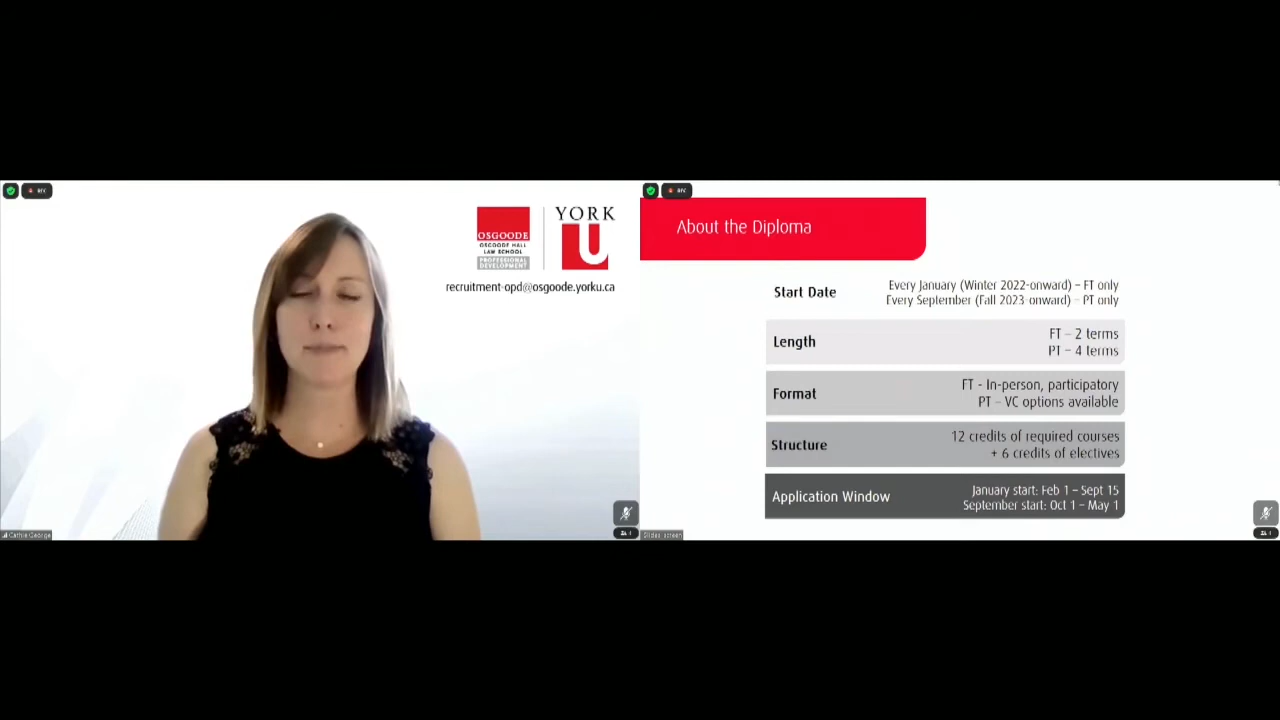 OSGOODE
OSGOODE HALL
LAW SCHOOL
PROFESSIONAL
DEVELOPMENT
YORK
U
recruitment-opd@osgoode.yorku.ca
About the Diploma
Start Date
Every January (Winter 2022-onward) – FT only
Every September (Fall 2023-onward) – PT only
Length
FT – 2 terms
PT – 4 terms
Format
FT - In-person, participatory
PT – VC options available
Structure
12 credits of required courses
+ 6 credits of electives
Application Window
January start: Feb 1 – Sept 15
September start: Oct 1 – May 1